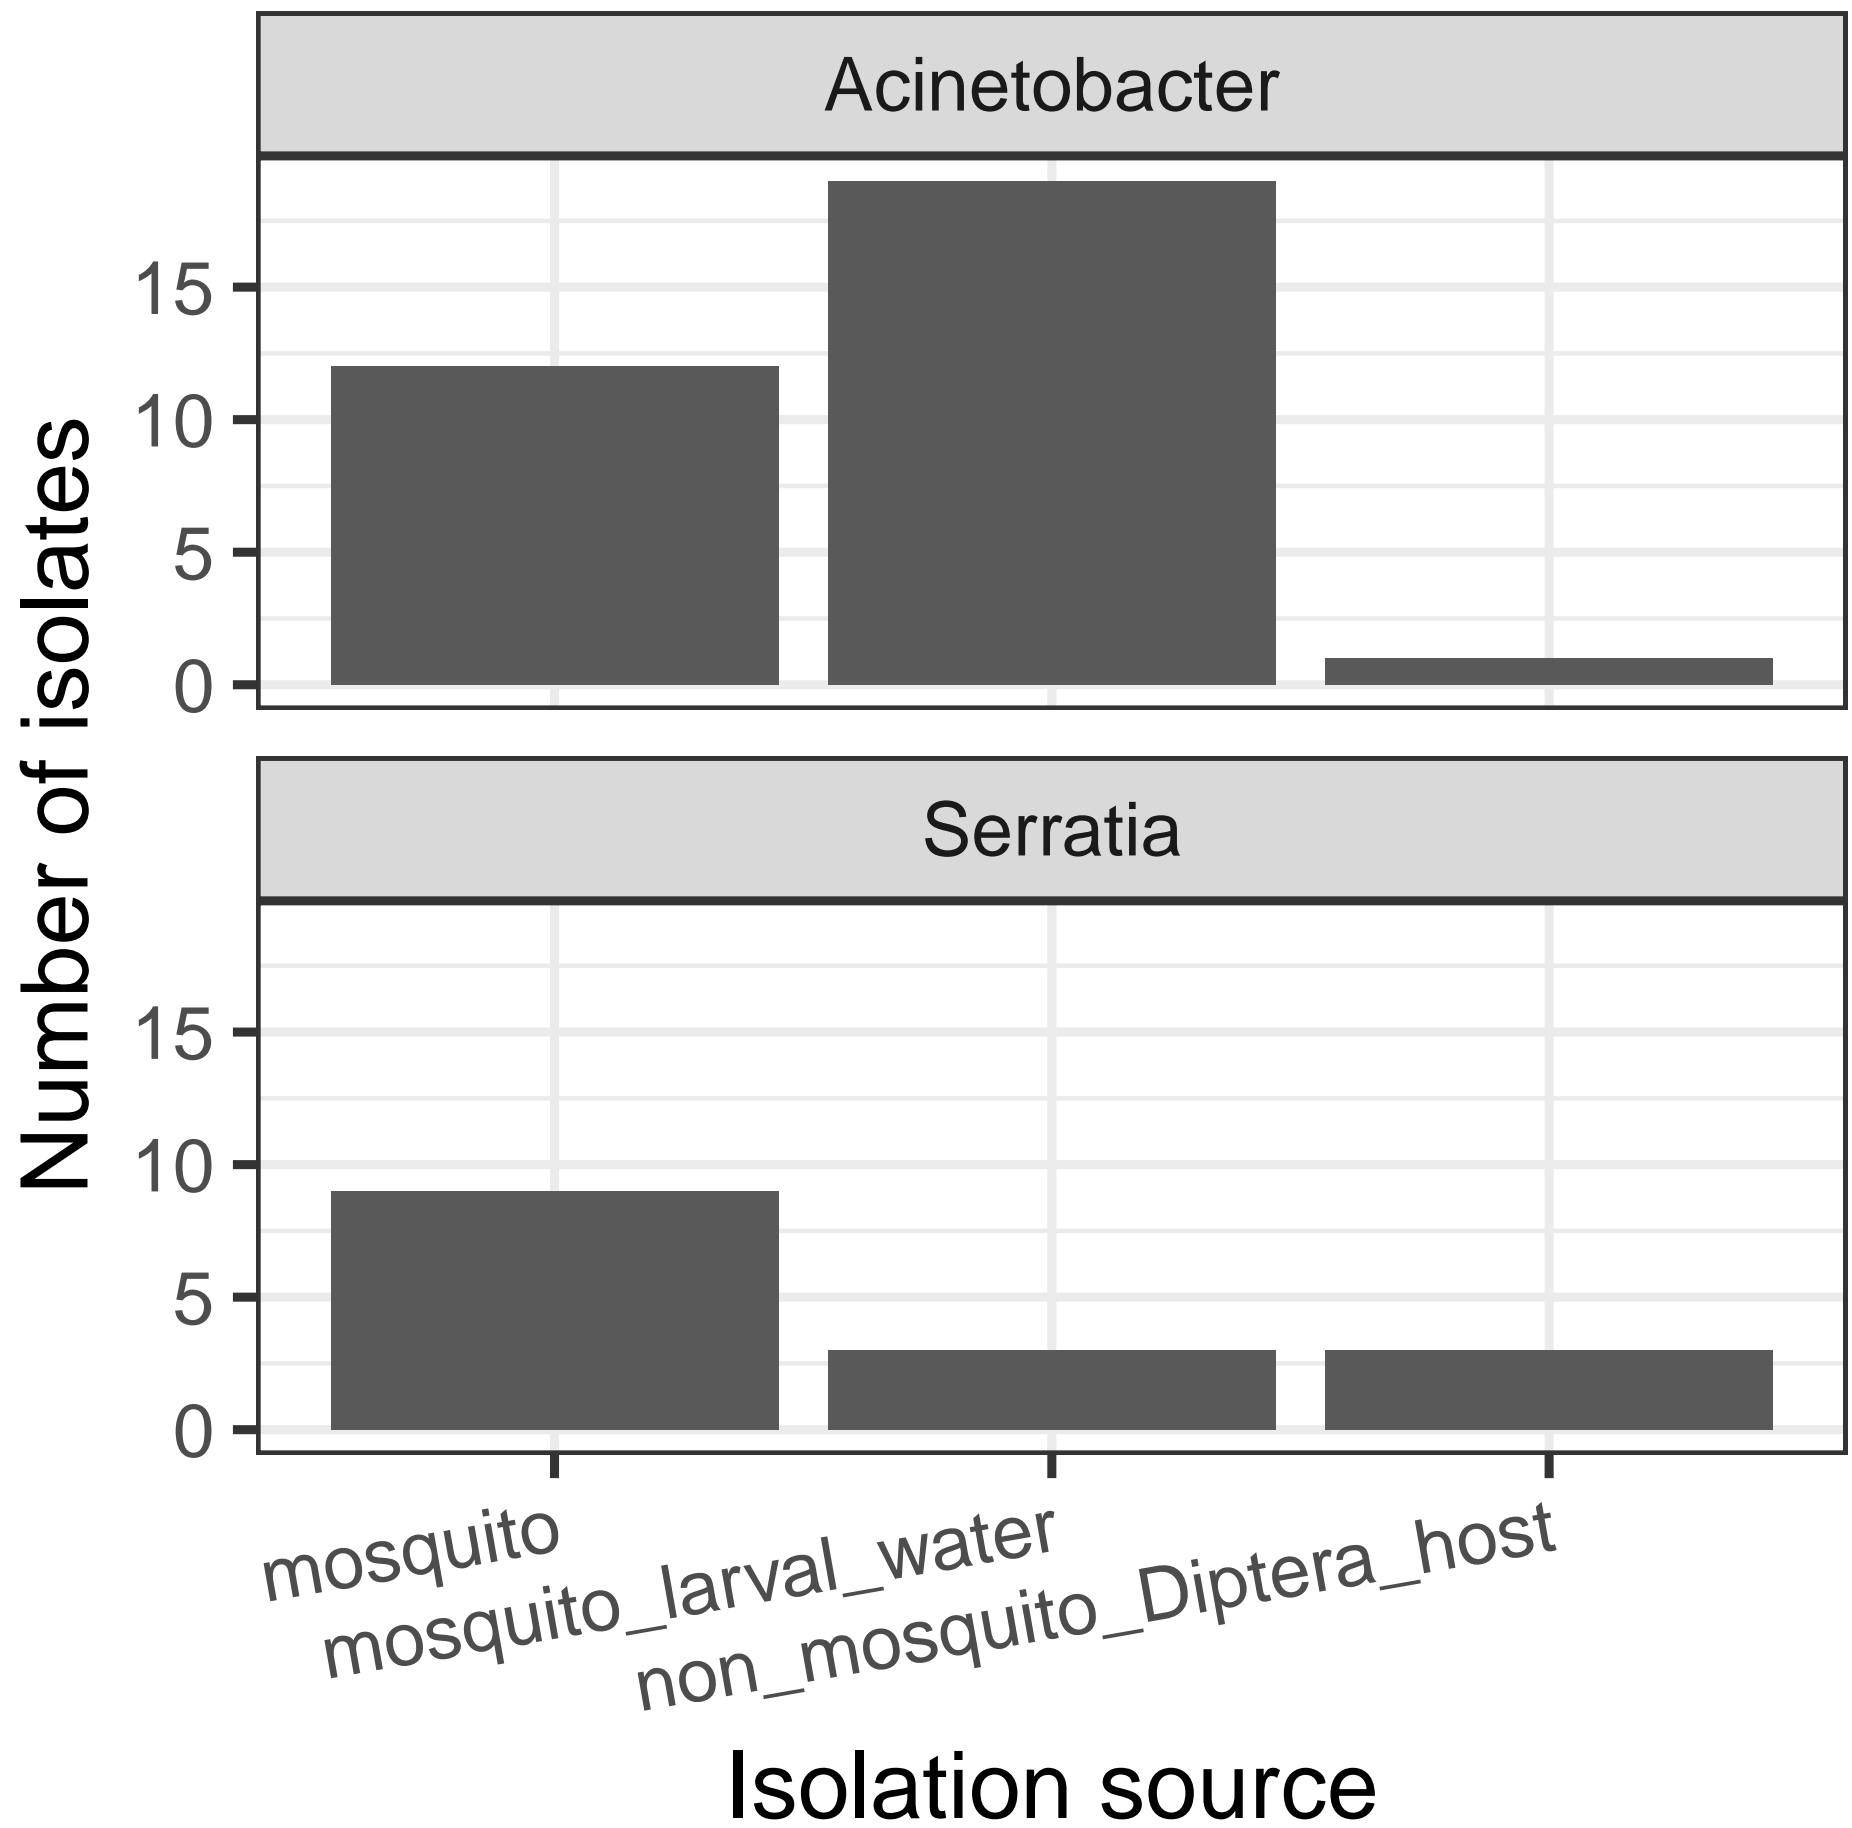 Acinetobacter
15
10
5
0
Serratia
15
10
5
0
Number of isolates
mosquito
mosquito_larval_water
non_mosquito_Diptera_host
Isolation source